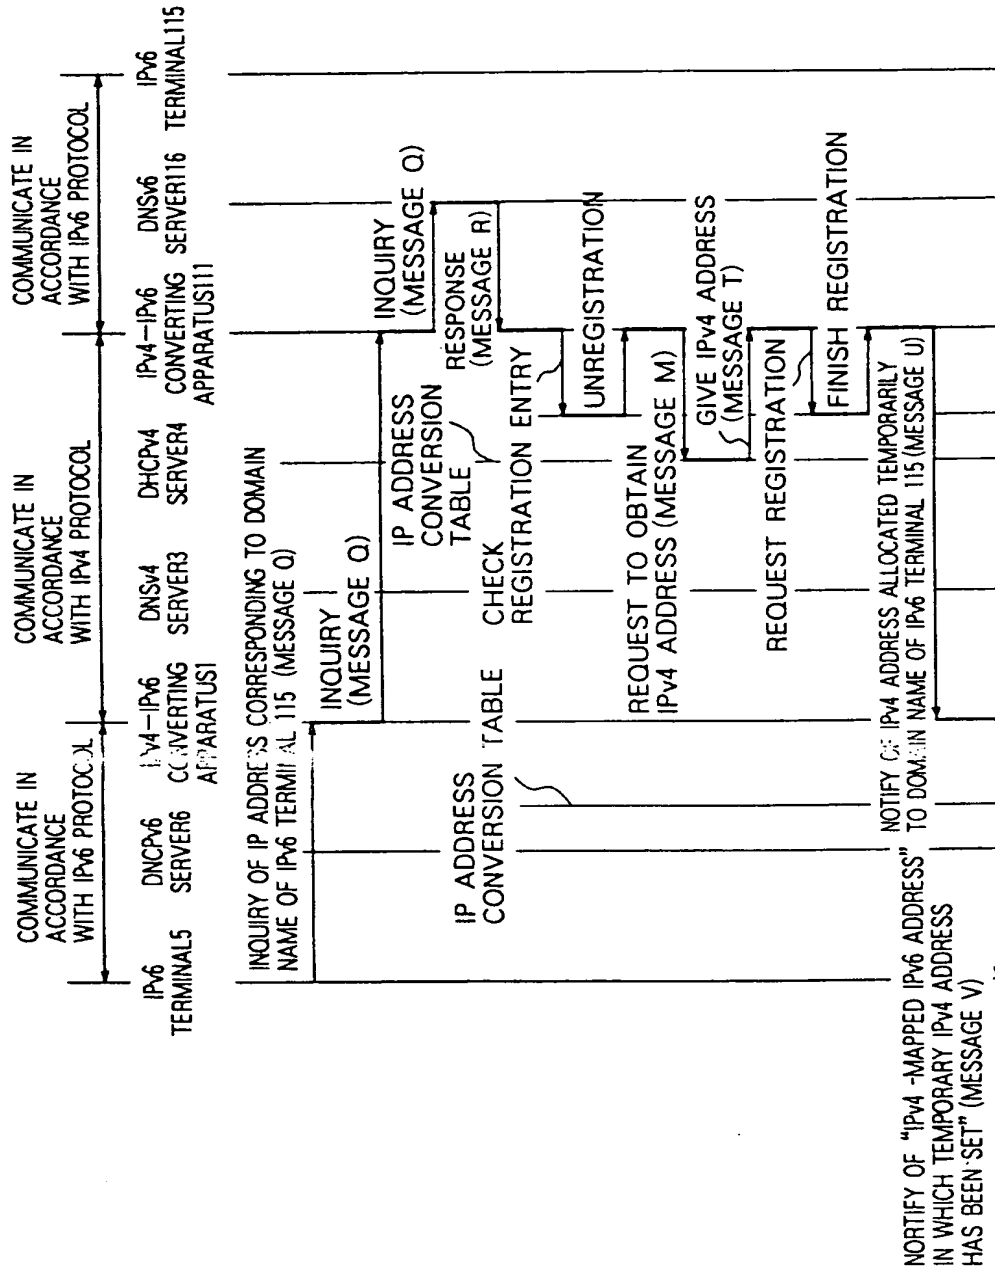 COMMUNICATE IN
ACCORDANCE
WITH IPv6 PROTOCOL
COMMUNICATE IN
ACCORDANCE
WITH IPv4 PROTOCOL
COMMUNICATE IN
ACCORDANCE
WITH IPv6 PROTOCOL
IPv6
TERMINAL5
DNCPv6
SERVER6
IPv4-IPv6
CONVERTING
APPARATUS1
DNSv4
SERVER3
DHCPv4
SERVER4
IPv4-IPv6
CONVERTING
APPARATUS111
DNSv6
SERVER116
IPv6
TERMINAL115
INQUIRY OF IP ADDRESS CORRESPONDING TO DOMAIN
NAME OF IPv6 TERMINAL 115 (MESSAGE Q)
INQUIRY
(MESSAGE Q)
INQUIRY
(MESSAGE Q)
IP ADDRESS
CONVERSION
TABLE
RESPONSE
(MESSAGE R)
IP ADDRESS
CONVERSION TABLE
CHECK
REGISTRATION ENTRY
UNREGISTRATION
REQUEST TO OBTAIN
IPv4 ADDRESS (MESSAGE M)
GIVE IPv4 ADDRESS
(MESSAGE T)
REQUEST REGISTRATION
FINISH REGISTRATION
NOTIFY OF IPv4 ADDRESS ALLOCATED TEMPORARILY
TO DOMAIN NAME OF IPv6 TERMINAL 115 (MESSAGE U)
NORTIFY OF "IPv4 -MAPPED IPv6 ADDRESS"
IN WHICH TEMPORARY IPv4 ADDRESS
HAS BEEN SET" (MESSAGE V)